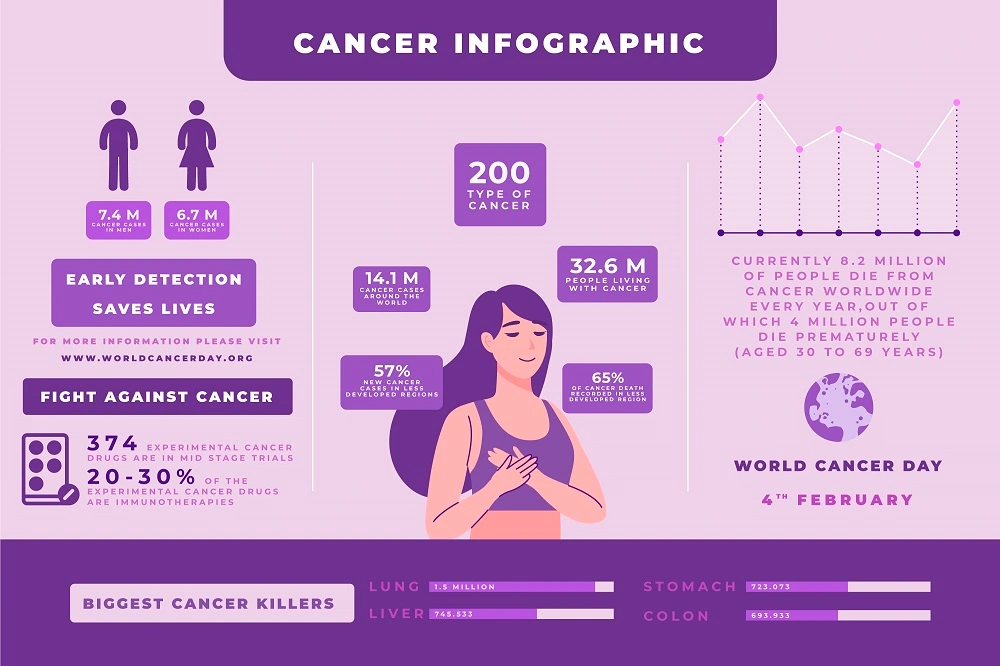 CANCER INFOGRAPHIC
7.4 M
CANCER CASES
IN MEN
6.7 M
CANCER CASES
IN WOMEN
EARLY DETECTION
SAVES LIVES
FOR MORE INFORMATION PLEASE VISIT
WWW.WORLDCANCERDAY.ORG
FIGHT AGAINST CANCER
374 EXPERIMENTAL CANCER
DRUGS ARE IN MID STAGE TRIALS
20-30% OF THE
EXPERIMENTAL CANCER DRUGS
ARE IMMUNOTHERAPIES
200
TYPE OF
CANCER
14.1 M
CANCER CASES
AROUND THE
WORLD
32.6 M
PEOPLE LIVING
WITH CANCER
57%
NEW CANCER
CASES IN LESS
DEVELOPED REGIONS
65%
OF CANCER DEATH
RECORDED IN LESS
DEVELOPED REGION
CURRENTLY 8.2 MILLION
OF PEOPLE DIE FROM
CANCER WORLDWIDE
EVERY YEAR,OUT OF
WHICH 4 MILLION PEOPLE
DIE PREMATURELY
(AGED 30 TO 69 YEARS)
WORLD CANCER DAY
4TH FEBRUARY
BIGGEST CANCER KILLERS
LUNG 1.5 MILLION
LIVER 745.533
STOMACH 723.073
COLON 693.933